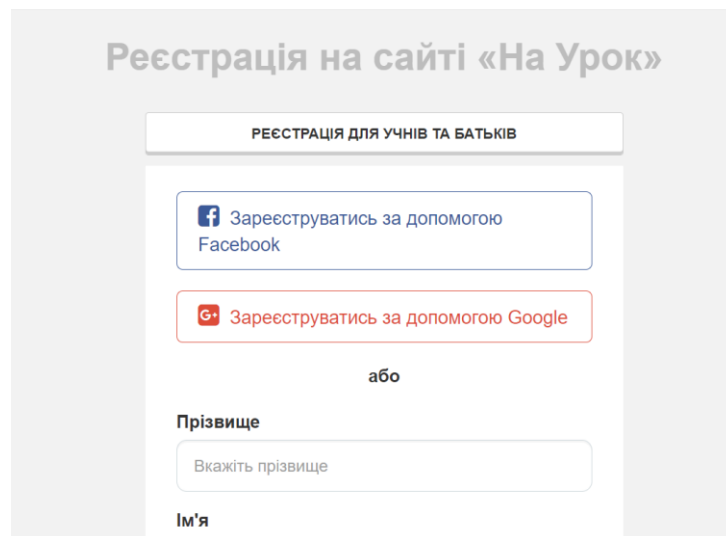 Реєстрація на сайті «На Урок»
РЕЄСТРАЦІЯ ДЛЯ УЧНІВ ТА БАТЬКІВ
Зареєструватись за допомогою
Facebook
G+ Зареєструватись за допомогою Google
або
Прізвище
Вкажіть прізвище
Ім'я